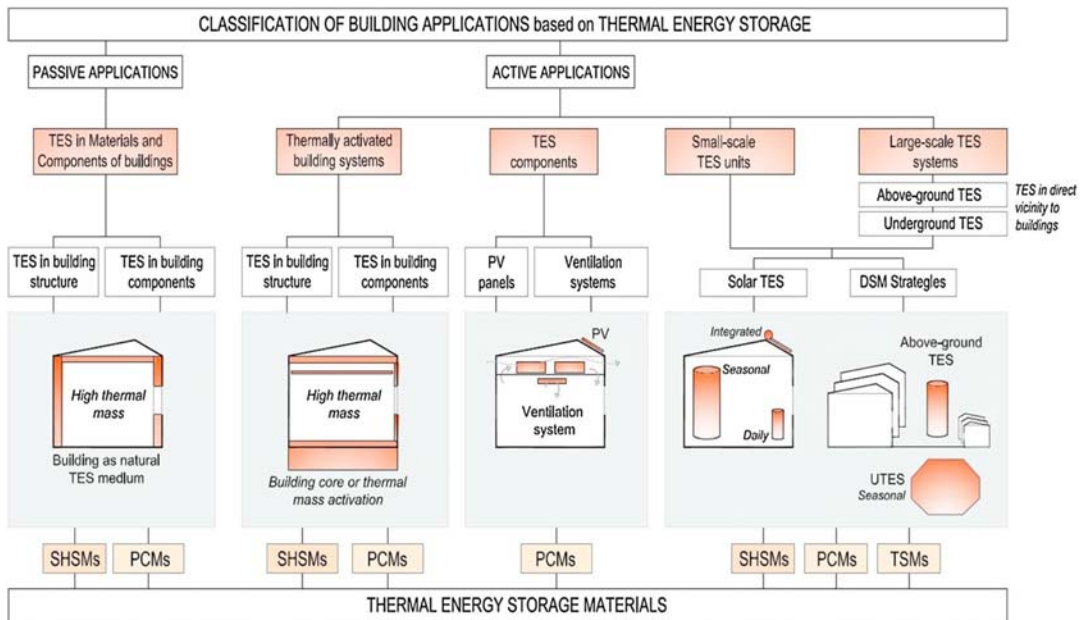 CLASSIFICATION OF BUILDING APPLICATIONS based on THERMAL ENERGY STORAGE
PASSIVE APPLICATIONS
ACTIVE APPLICATIONS
TES in Materials and
Components of buildings
Thermally activated
building systems
TES
components
Small-scale
TES units
Large-scale TES
systems
Above-ground TES
Underground TES
TES in direct
vicinity to
buildings
TES in building
structure
TES in building
components
TES in building
structure
TES in building
components
PV
panels
Ventilation
systems
Solar TES
DSM Strategles
High thermal
mass
Building as natural
TES medium
High thermal
mass
Building core or thermal
mass activation
PV
Ventilation
system
Integrated
Seasonal
Daily
Above-ground
TES
UTES
Seasonal
SHSMs
PCMs
SHSMs
PCMs
PCMs
SHSMs
PCMs
TSMs
THERMAL ENERGY STORAGE MATERIALS